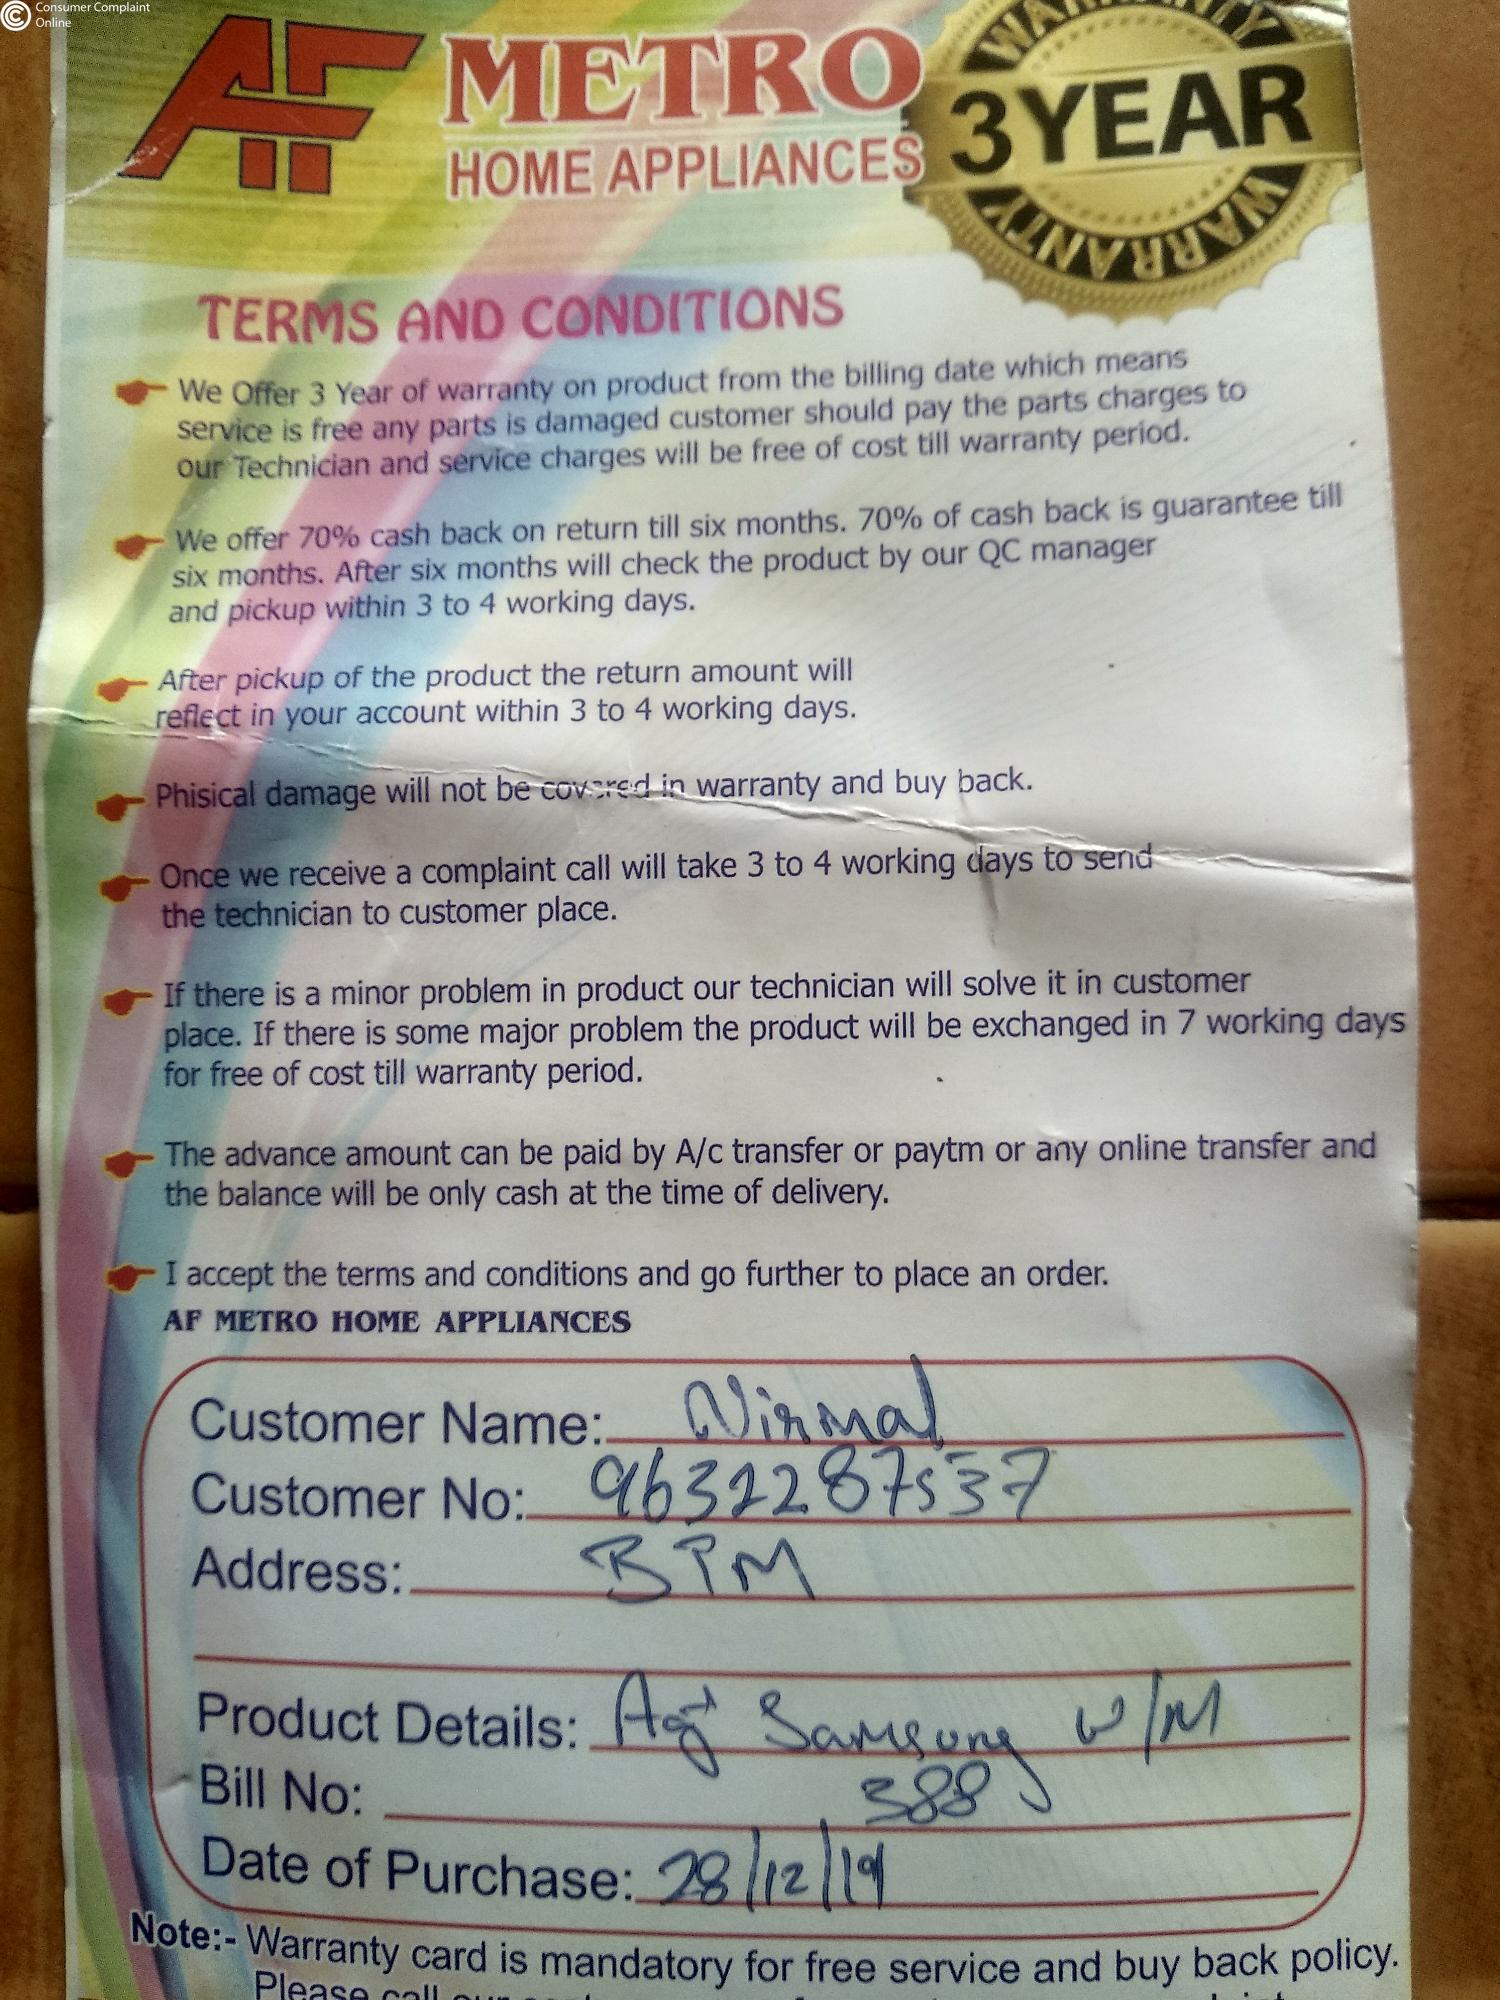 Consumer Complaint
Online
AF METRO
HOME APPLIANCES
WARRANTY
3 YEAR
WARRANTY
TERMS AND CONDITIONS
We Offer 3 Year of warranty on product from the billing date which means
service is free any parts is damaged customer should pay the parts charges to
our Technician and service charges will be free of cost till warranty period.
We offer 70% cash back on return till six months. 70% of cash back is guarantee till
six months. After six months will check the product by our QC manager
and pickup within 3 to 4 working days.
After pickup of the product the return amount will
reflect in your account within 3 to 4 working days.
Phisical damage will not be covered in warranty and buy back.
Once we receive a complaint call will take 3 to 4 working days to send
the technician to customer place.
If there is a minor problem in product our technician will solve it in customer
place. If there is some major problem the product will be exchanged in 7 working days
for free of cost till warranty period.
The advance amount can be paid by A/c transfer or paytm or any online transfer and
the balance will be only cash at the time of delivery.
I accept the terms and conditions and go further to place an order.
AF METRO HOME APPLIANCES
Customer Name: Nirmal
Customer No: 9632287537
Address: BTM
Product Details: Samsung W/M
Bill No: 388
Date of Purchase: 28/12/19
Note:- Warranty card is mandatory for free service and buy back policy.
Please call our